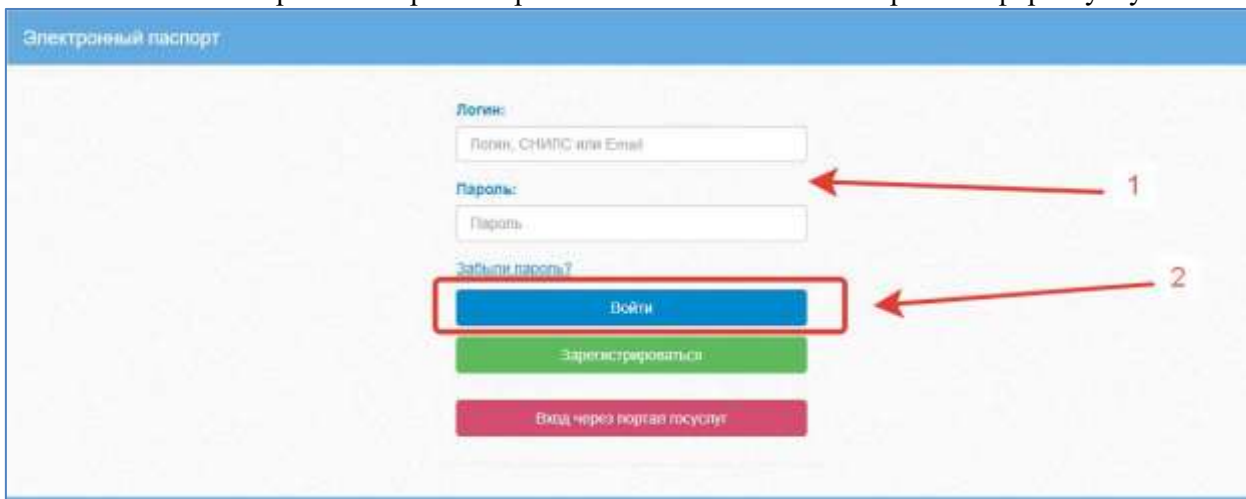 Электронный паспорт
Логин:
Логин, СНИЛС или Email
1
Пароль:
Пароль
Забыли пароль?
2
Войти
Зарегистрироваться
Вход через портал госуслуг